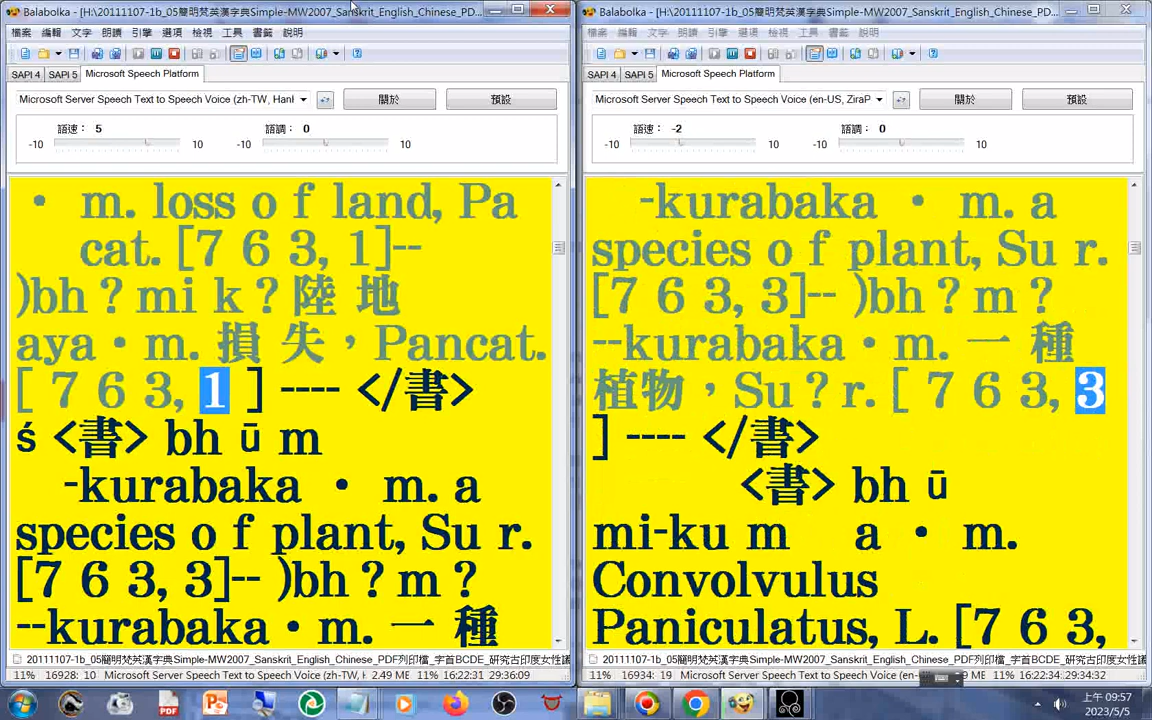 Balabolka - [H:\20111107-1b_05簡明梵英漢字典Simple-MW2007_Sanskrit_English_Chinese_PD...
檔案 編輯 文字 朗讀 引擎 選項 檢視 工具 書籤 說明
SAPI 4 SAPI 5 Microsoft Speech Platform
Microsoft Server Speech Text to Speech Voice (zh-TW, Hanl 關於 預設
語速： 5 語調： 0
-10 10 -10 10
• m. loss o f land, Pa
cat. [7 6 3, 1]--
)bh ? mi k ? 陸 地
aya • m. 損 失，Pancat.
[ 7 6 3, 1 ] ---- </書>
ś <書> bh ū m
-kurabaka • m. a
species o f plant, Su r.
[7 6 3, 3]-- )bh ? m ?
--kurabaka • m. 一 種
20111107-1b_05簡明梵英漢字典Simple-MW2007_Sanskrit_English_Chinese_PDF列印檔_字首BCDE_研究古印度女性議
11% 16928: 10 Microsoft Server Speech Text to Speech Voice (zh-TW, H 2.49 MB 11% 16:22:31 29:36:09
Balabolka - [H:\20111107-1b_05簡明梵英漢字典Simple-MW2007_Sanskrit_English_Chinese_PD...
檔案 編輯 文字 朗讀 引擎 選項 檢視 工具 書籤 說明
SAPI 4 SAPI 5 Microsoft Speech Platform
Microsoft Server Speech Text to Speech Voice (en-US, ZiraP 關於 預設
語速： -2 語調： 0
-10 10 -10 10
-kurabaka • m. a
species o f plant, Su r.
[7 6 3, 3]-- )bh ? m ?
--kurabaka • m. 一 種
植物，Su ? r. [ 7 6 3, 3
] ---- </書>
<書> bh ū
mi-ku m a • m.
Convolvulus
Paniculatus, L. [7 6 3,
20111107-1b_05簡明梵英漢字典Simple-MW2007_Sanskrit_English_Chinese_PDF列印檔_字首BCDE_研究古印度女性議
11% 16934: 19 Microsoft Server Speech Text to Speech Voice (en-US 11% 16:22:34 29:34:32
上午 09:57
2023/5/5